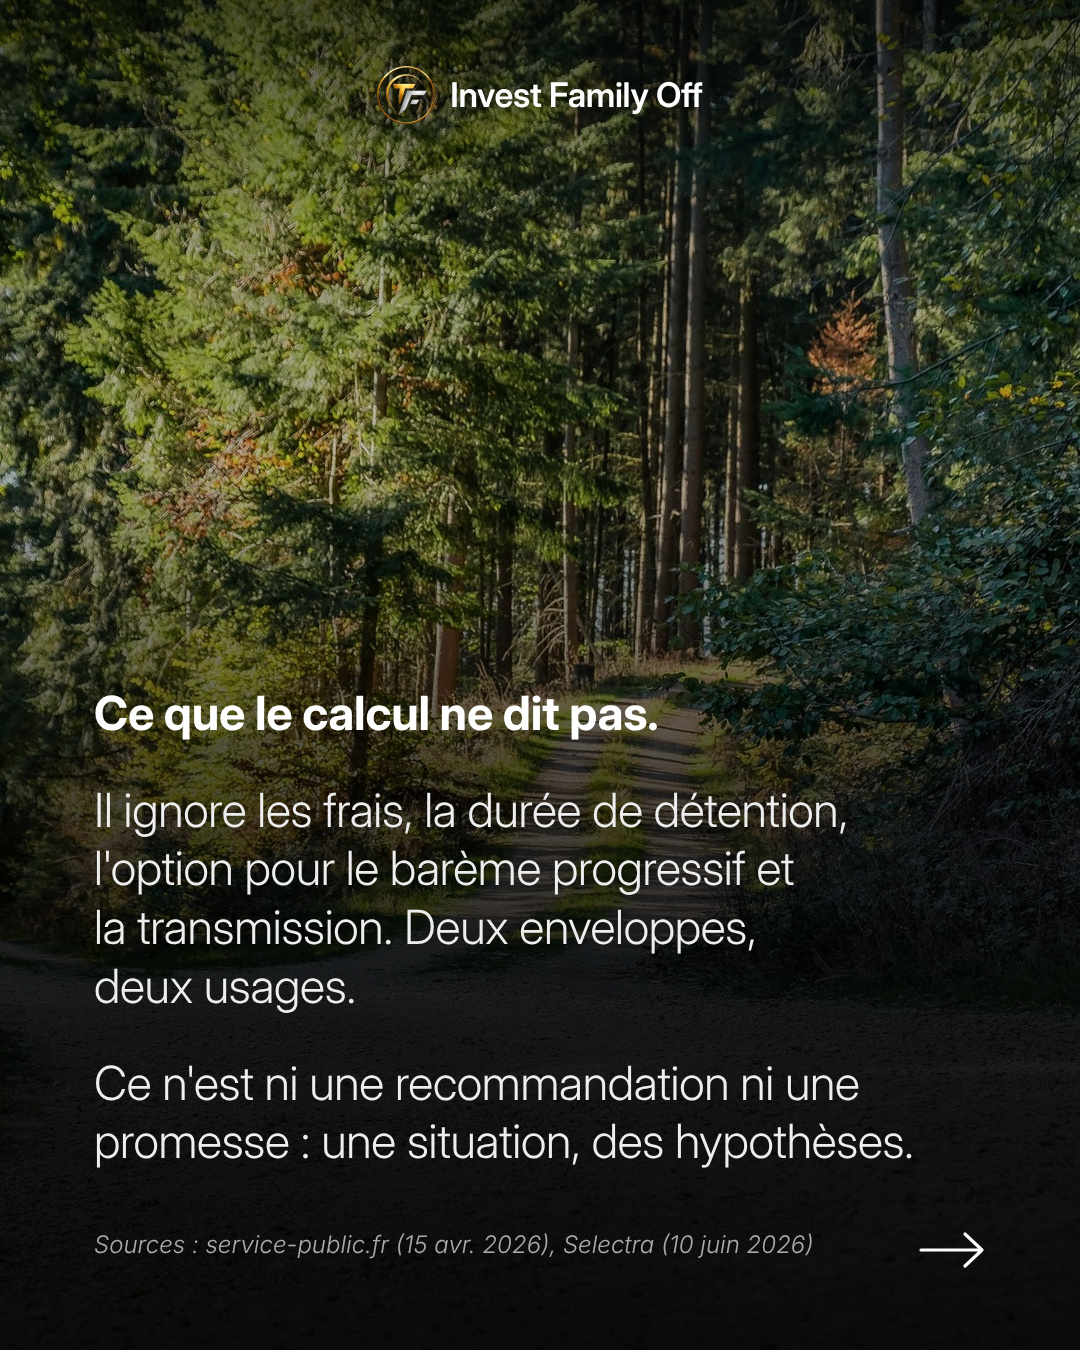 TF Invest Family Off
Ce que le calcul ne dit pas.
Il ignore les frais, la durée de détention,
l'option pour le barème progressif et
la transmission. Deux enveloppes,
deux usages.
Ce n'est ni une recommandation ni une
promesse : une situation, des hypothèses.
Sources : service-public.fr (15 avr. 2026), Selectra (10 juin 2026)